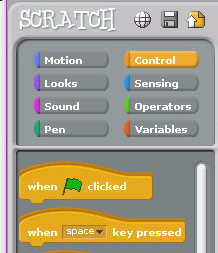 SCRATCH
Motion Control
Looks Sensing
Sound Operators
Pen Variables
when clicked
when space key pressed